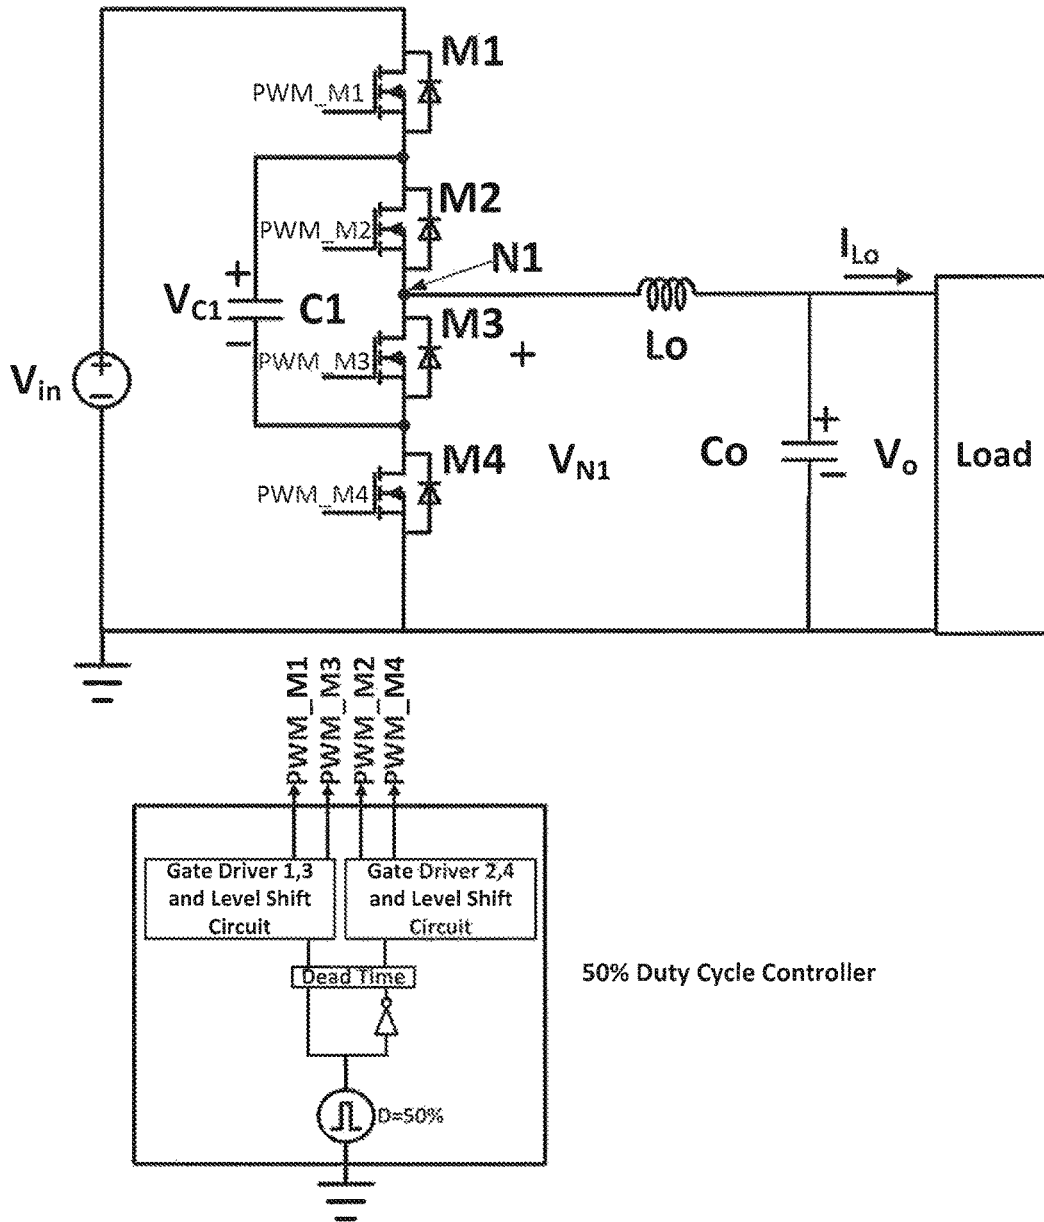 M1
PWM_M1
M2
PWM_M2
N1
I_Lo
+
V_C1
C1
−
M3
PWM_M3
+
Lo
V_in
+
−
M4
PWM_M4
V_N1
Co
+
−
V_o
Load
PWM_M1
PWM_M3
PWM_M2
PWM_M4
Gate Driver 1,3
and Level Shift
Circuit
Gate Driver 2,4
and Level Shift
Circuit
Dead Time
50% Duty Cycle Controller
D=50%